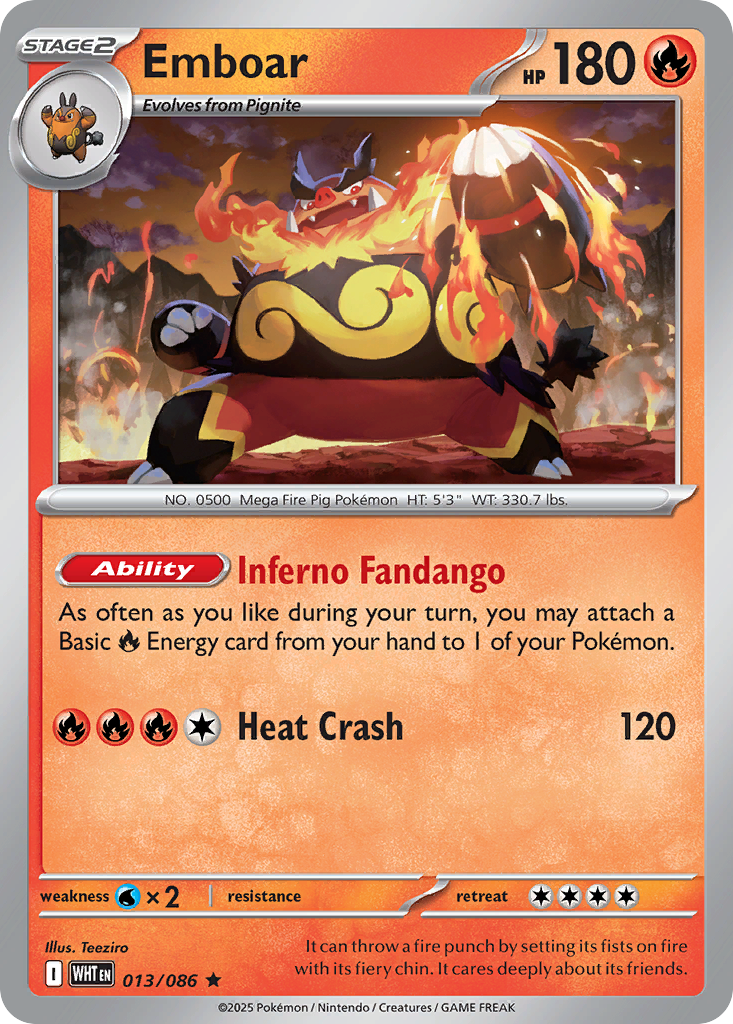 STAGE2
Emboar
HP 180
Evolves from Pignite
NO. 0500 Mega Fire Pig Pokémon HT: 5'3" WT: 330.7 lbs.
Ability Inferno Fandango
As often as you like during your turn, you may attach a
Basic Energy card from your hand to 1 of your Pokémon.
Heat Crash 120
weakness ×2 resistance retreat
Illus. Teeziro
It can throw a fire punch by setting its fists on fire
with its fiery chin. It cares deeply about its friends.
I WHT EN 013/086 ★
©2025 Pokémon / Nintendo / Creatures / GAME FREAK